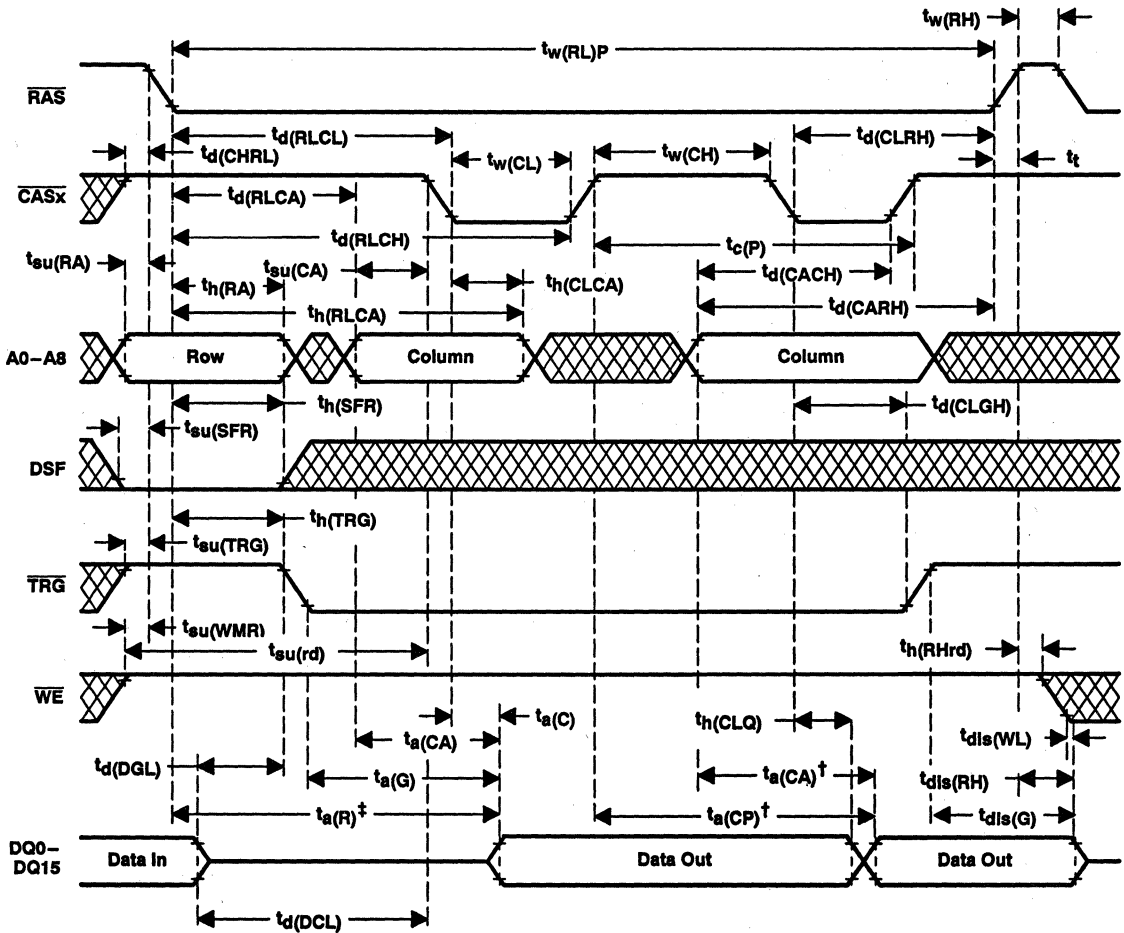 tw(RH)
tw(RL)P
RAS
td(RLCL)
td(CLRH)
td(CHRL)
tw(CL)
tw(CH)
tt
CASx
td(RLCA)
td(RLCH)
tc(P)
tsu(RA)
tsu(CA)
td(CACH)
th(RA)
th(CLCA)
th(RLCA)
td(CARH)
A0–A8
Row
Column
Column
th(SFR)
td(CLGH)
tsu(SFR)
DSF
th(TRG)
tsu(TRG)
TRG
tsu(WMR)
tsu(rd)
th(RHrd)
WE
ta(C)
th(CLQ)
ta(CA)
tdis(WL)
td(DGL)
ta(G)
ta(CA)†
tdis(RH)
ta(R)‡
ta(CP)†
tdis(G)
DQ0–
DQ15
Data In
Data Out
Data Out
td(DCL)